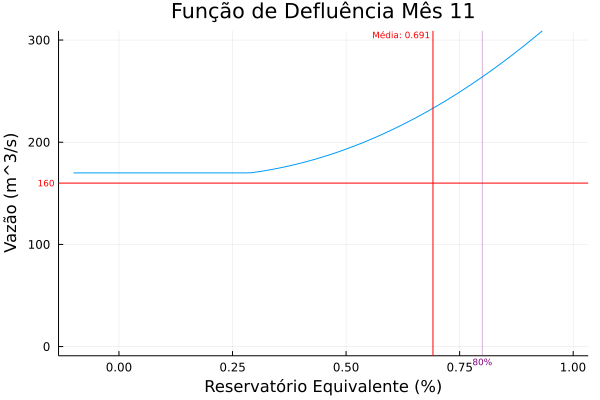 Função de Defluência Mês 11
Média: 0.691
300
200
160
100
0
Vazão (m^3/s)
0.00
0.25
0.50
0.75
80%
1.00
Reservatório Equivalente (%)